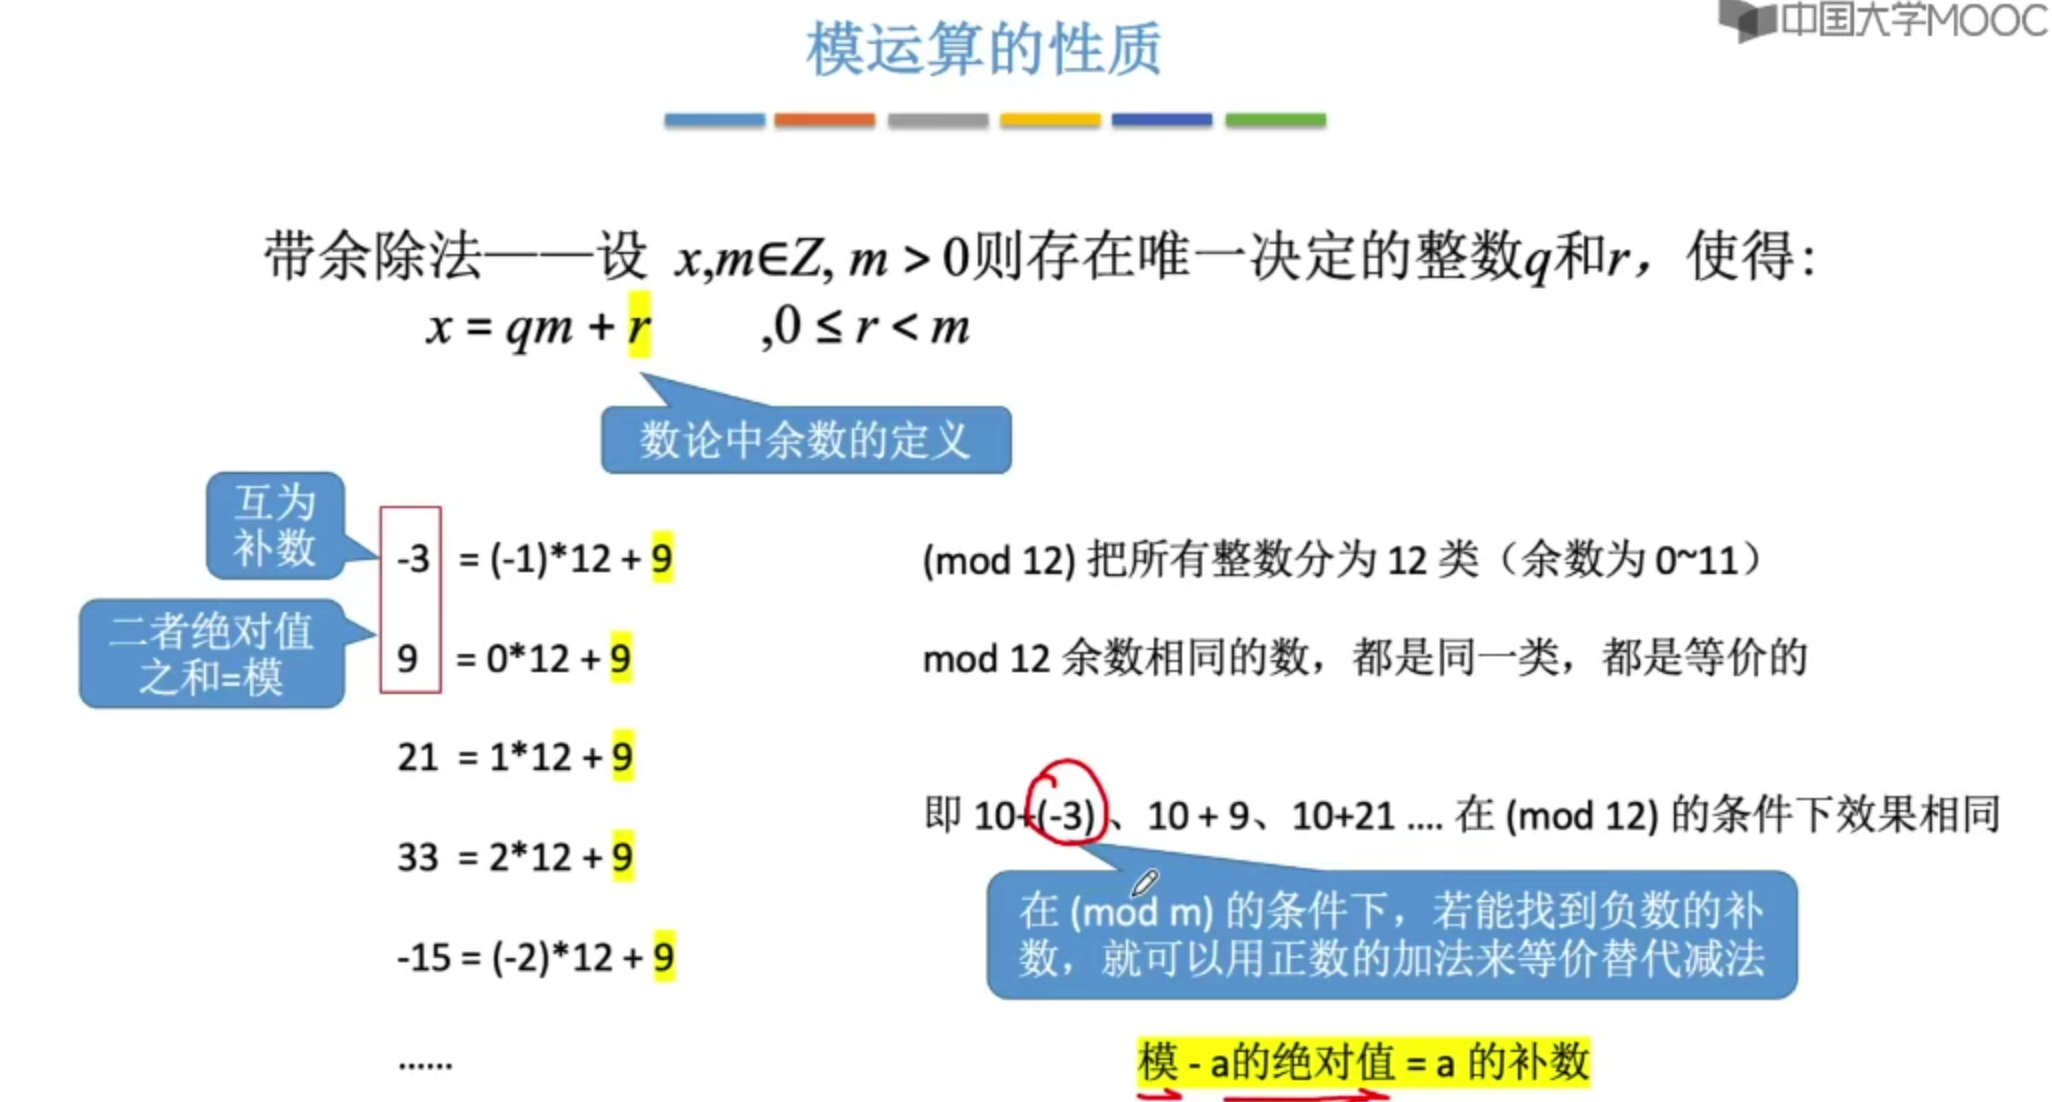 中国大学MOOC
模运算的性质
带余除法——设 x,m∈Z, m > 0则存在唯一决定的整数q和r，使得：
x = qm + r ,0 ≤ r < m
数论中余数的定义
互为
补数
二者绝对值
之和=模
-3 = (-1)*12 + 9
9 = 0*12 + 9
21 = 1*12 + 9
33 = 2*12 + 9
-15 = (-2)*12 + 9
......
(mod 12) 把所有整数分为 12 类（余数为 0~11）
mod 12 余数相同的数，都是同一类，都是等价的
即 10+(-3)、10 + 9、10+21 .... 在 (mod 12) 的条件下效果相同
在 (mod m) 的条件下，若能找到负数的补
数，就可以用正数的加法来等价替代减法
模 - a的绝对值 = a 的补数